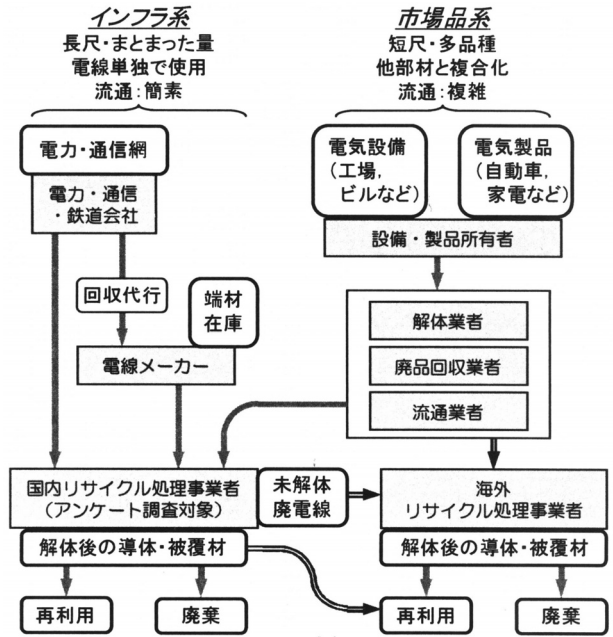 インフラ系
長尺・まとまった量
電線単独で使用
流通：簡素
市場品系
短尺・多品種
他部材と複合化
流通：複雑
電力・通信網
電力・通信
・鉄道会社
回収代行
端材
在庫
電線メーカー
電気設備
（工場，
ビルなど）
電気製品
（自動車，
家電など）
設備・製品所有者
解体業者
廃品回収業者
流通業者
国内リサイクル処理事業者
（アンケート調査対象）
未解体
廃電線
海外
リサイクル処理事業者
解体後の導体・被覆材
解体後の導体・被覆材
再利用
廃棄
再利用
廃棄